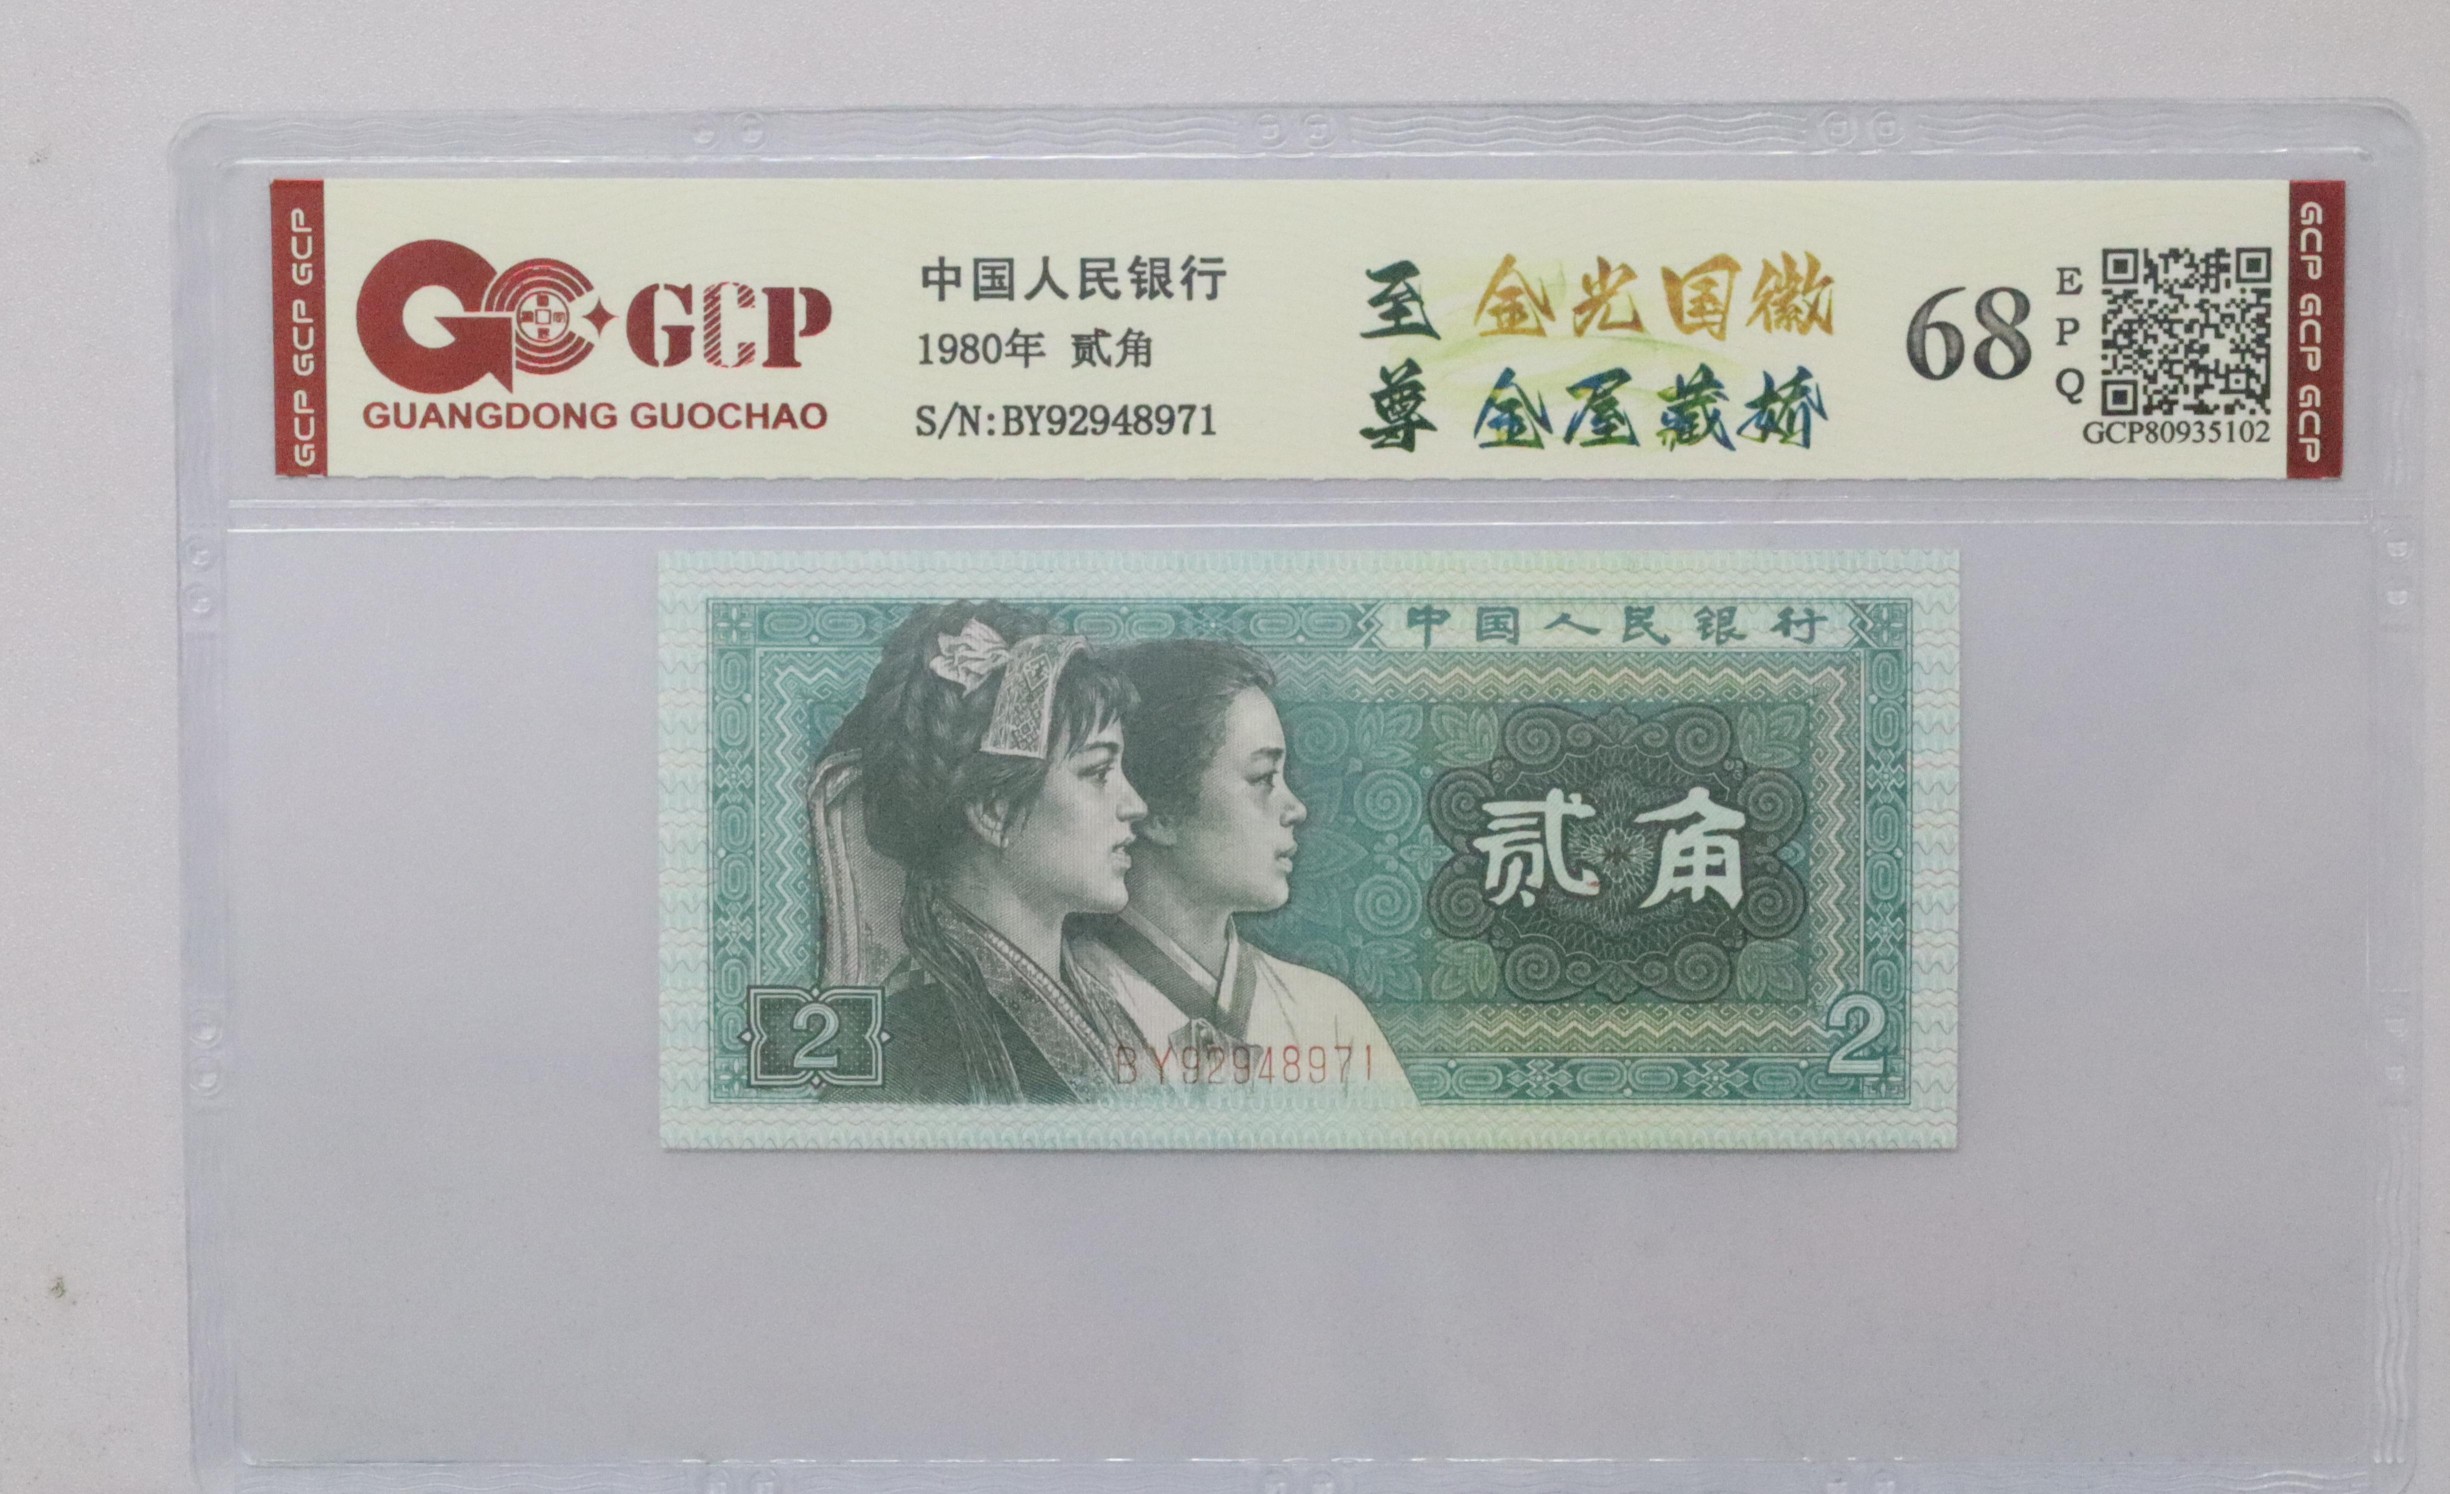 GCP GCP GCP
GCP
GUANGDONG GUOCHAO
中国人民银行
1980年 贰角
S/N:BY92948971
至尊
金光国徽
金屋藏娇
68
EPQ
GCP80935102
GCP GCP GCP
中国人民银行
贰角
2
BY92948971
2